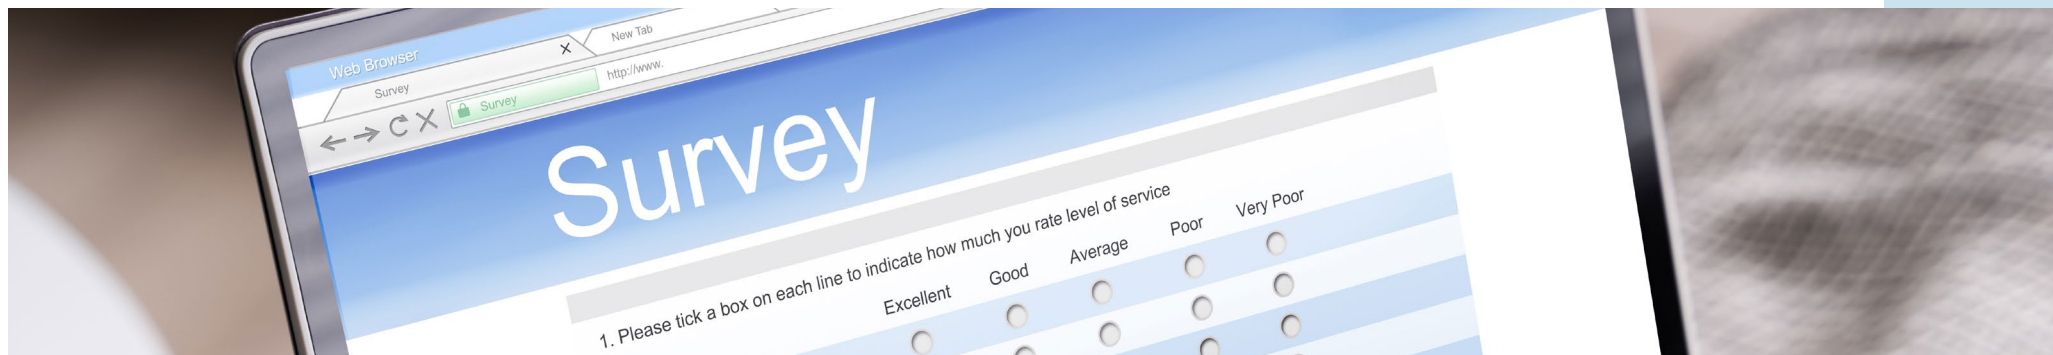 Web Browser
Survey
New Tab
Survey
http://www.
Survey
1. Please tick a box on each line to indicate how much you rate level of service
Excellent Good Average Poor Very Poor